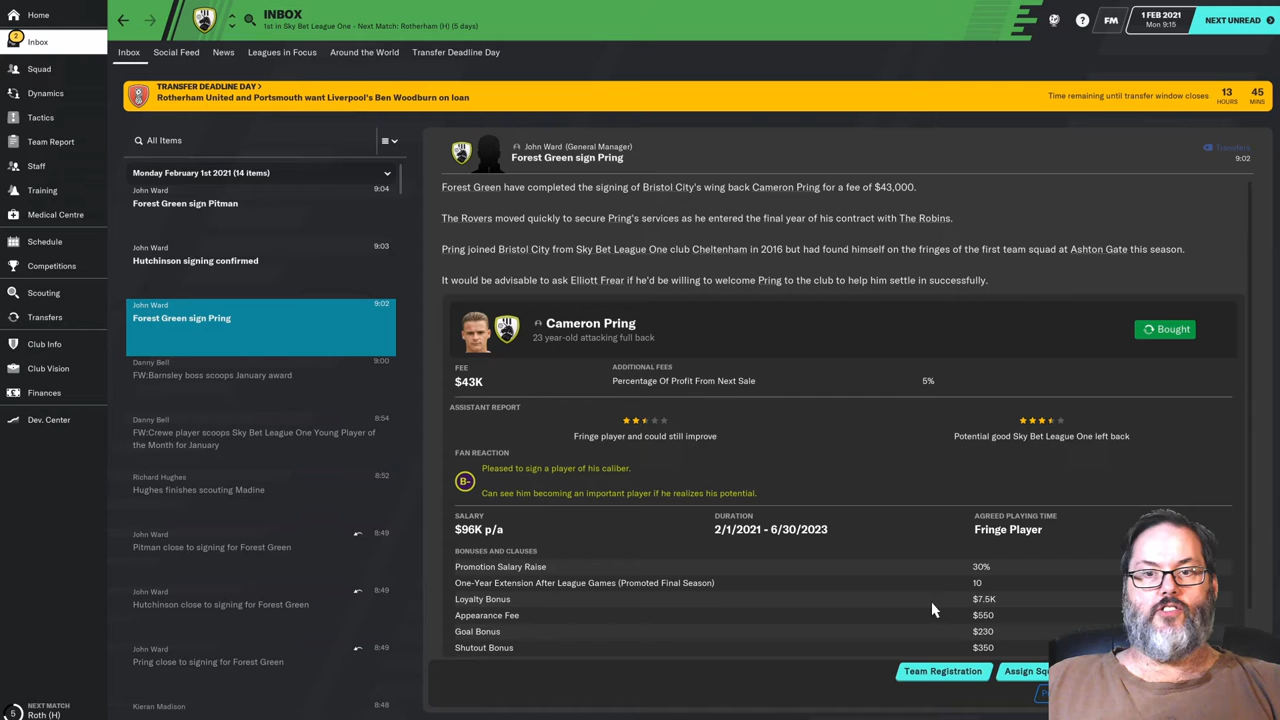 Home
2
Inbox
Squad
Dynamics
Tactics
Team Report
Staff
Training
Medical Centre
Schedule
Competitions
Scouting
Transfers
Club Info
Club Vision
Finances
Dev. Center
5
NEXT MATCH
Roth (H)
INBOX
1st in Sky Bet League One - Next Match: Rotherham (H) (5 days)
FM
1 FEB 2021
Mon 9:15
NEXT UNREAD
Inbox
Social Feed
News
Leagues in Focus
Around the World
Transfer Deadline Day
TRANSFER DEADLINE DAY >
Rotherham United and Portsmouth want Liverpool's Ben Woodburn on loan
Time remaining until transfer window closes
13
HOURS
45
MINS
All Items
Monday February 1st 2021 (14 items)
John Ward
9:04
Forest Green sign Pitman
John Ward
9:03
Hutchinson signing confirmed
John Ward
9:02
Forest Green sign Pring
Danny Bell
9:00
FW:Barnsley boss scoops January award
Danny Bell
8:54
FW:Crewe player scoops Sky Bet League One Young Player of
the Month for January
Richard Hughes
8:52
Hughes finishes scouting Madine
John Ward
8:49
Pitman close to signing for Forest Green
John Ward
8:49
Hutchinson close to signing for Forest Green
John Ward
8:49
Pring close to signing for Forest Green
Kieran Madison
8:48
John Ward (General Manager)
Forest Green sign Pring
Transfers
9:02
Forest Green have completed the signing of Bristol City's wing back Cameron Pring for a fee of $43,000.
The Rovers moved quickly to secure Pring's services as he entered the final year of his contract with The Robins.
Pring joined Bristol City from Sky Bet League One club Cheltenham in 2016 but had found himself on the fringes of the first team squad at Ashton Gate this season.
It would be advisable to ask Elliott Frear if he'd be willing to welcome Pring to the club to help him settle in successfully.
Cameron Pring
23 year-old attacking full back
Bought
FEE
$43K
ADDITIONAL FEES
Percentage Of Profit From Next Sale
5%
ASSISTANT REPORT
Fringe player and could still improve
Potential good Sky Bet League One left back
FAN REACTION
B-
Pleased to sign a player of his caliber.
Can see him becoming an important player if he realizes his potential.
SALARY
$96K p/a
DURATION
2/1/2021 - 6/30/2023
AGREED PLAYING TIME
Fringe Player
BONUSES AND CLAUSES
Promotion Salary Raise
30%
One-Year Extension After League Games (Promoted Final Season)
10
Loyalty Bonus
$7.5K
Appearance Fee
$550
Goal Bonus
$230
Shutout Bonus
$350
Team Registration
Assign